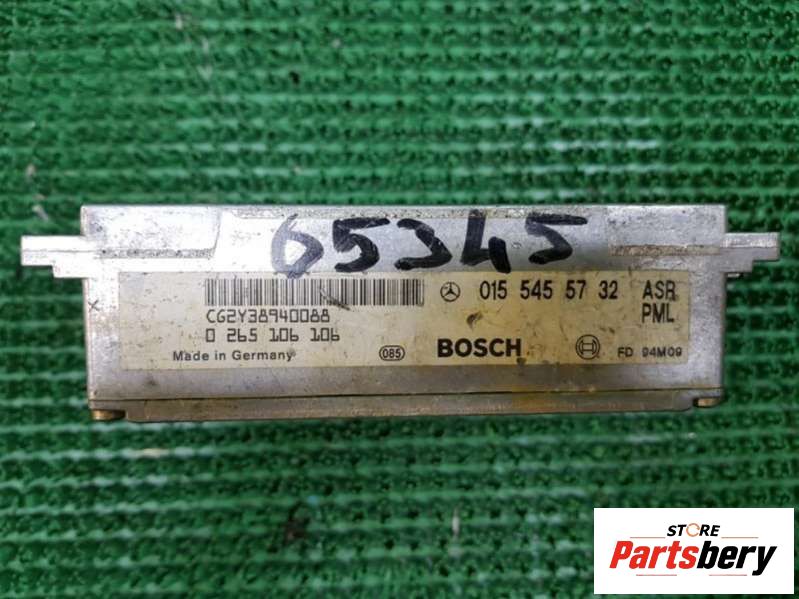 65345
015 545 57 32 ASR
PML
CG2Y38940088
0 265 106 106
Made in Germany
085 BOSCH FD 94M09
STORE
Partsbery